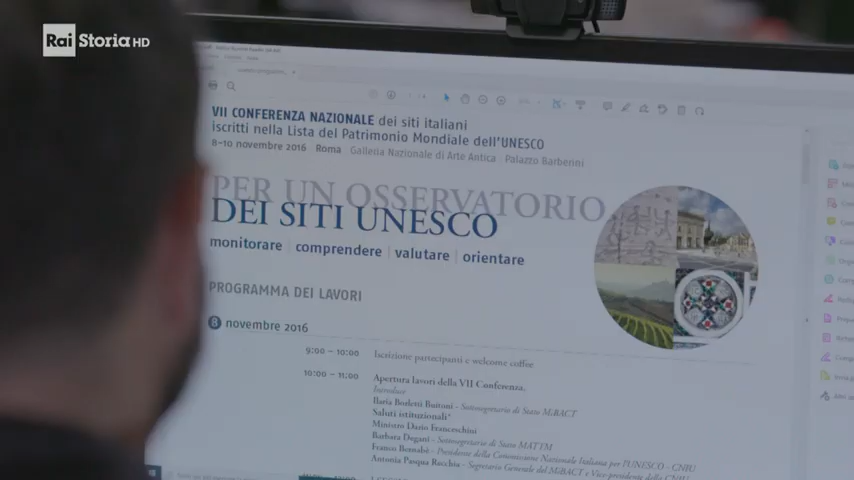 Rai Storia HD
VII CONFERENZA NAZIONALE dei siti italiani
iscritti nella Lista del Patrimonio Mondiale dell'UNESCO
8-10 novembre 2016 Roma Galleria Nazionale di Arte Antica Palazzo Barberini
PER UN OSSERVATORIO
DEI SITI UNESCO
monitorare | comprendere | valutare | orientare
PROGRAMMA DEI LAVORI
8 novembre 2016
9:00 – 10:00 Iscrizione partecipanti e welcome coffee
10:00 – 11:00 Apertura lavori della VII Conferenza.
Introduce
Ilaria Borletti Buitoni - Sottosegretario di Stato MiBACT
Saluti istituzionali*
Ministro Dario Franceschini
Barbara Degani - Sottosegretario di Stato MATTM
Franco Bernabè - Presidente della Commissione Nazionale Italiana per l'UNESCO - CNIU
Antonia Pasqua Recchia - Segretario Generale del MiBACT e Vice-presidente della CNIU